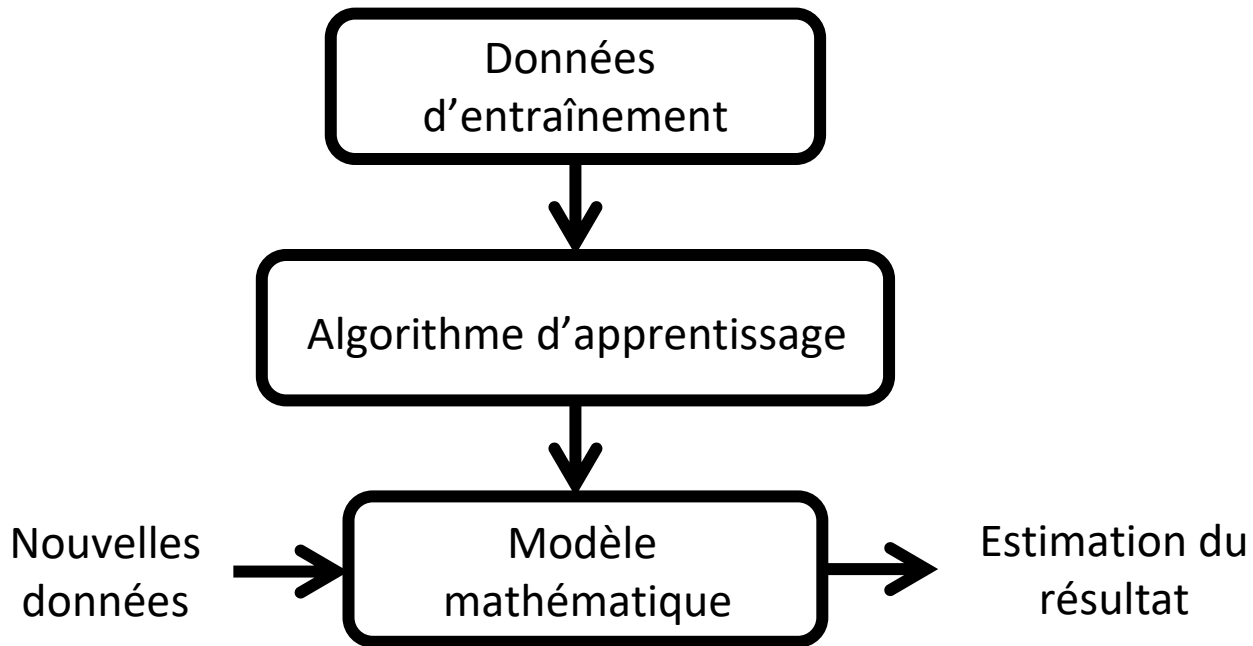 Données
d’entraînement
Algorithme d’apprentissage
Nouvelles
données
Modèle
mathématique
Estimation du
résultat